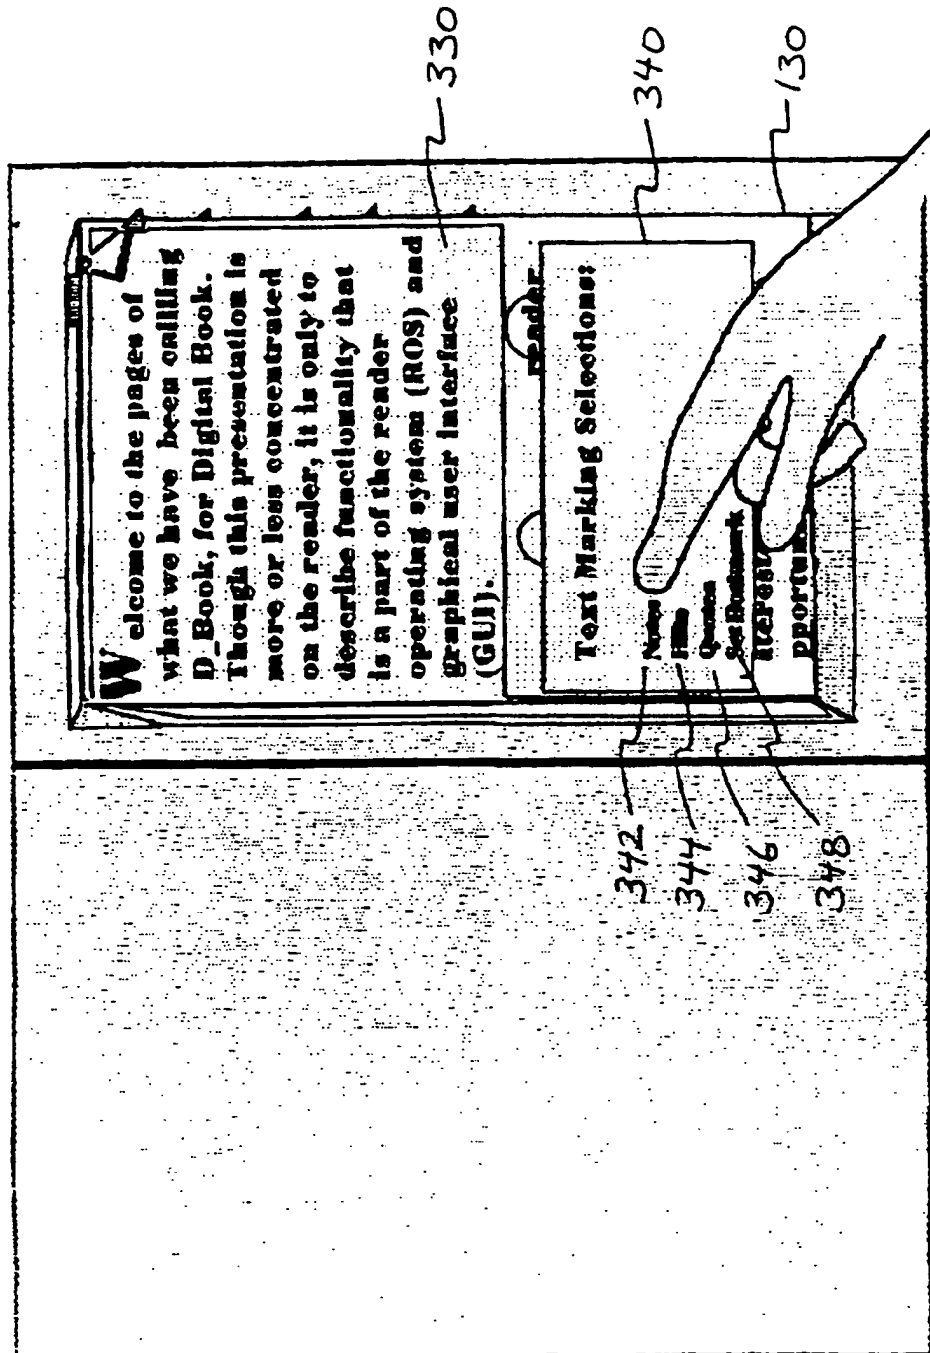 Welcome to the pages of
what we have been calling
D_Book, for Digital Book.
Though this presentation is
more or less concentrated
on the reader, it is only to
describe functionality that
is a part of the reader
operating system (ROS) and
graphical user interface
(GUI).
330
reader
Text Marking Selections:
340
Notes
Quotes
Set Bookmark
130
342
344
346
348